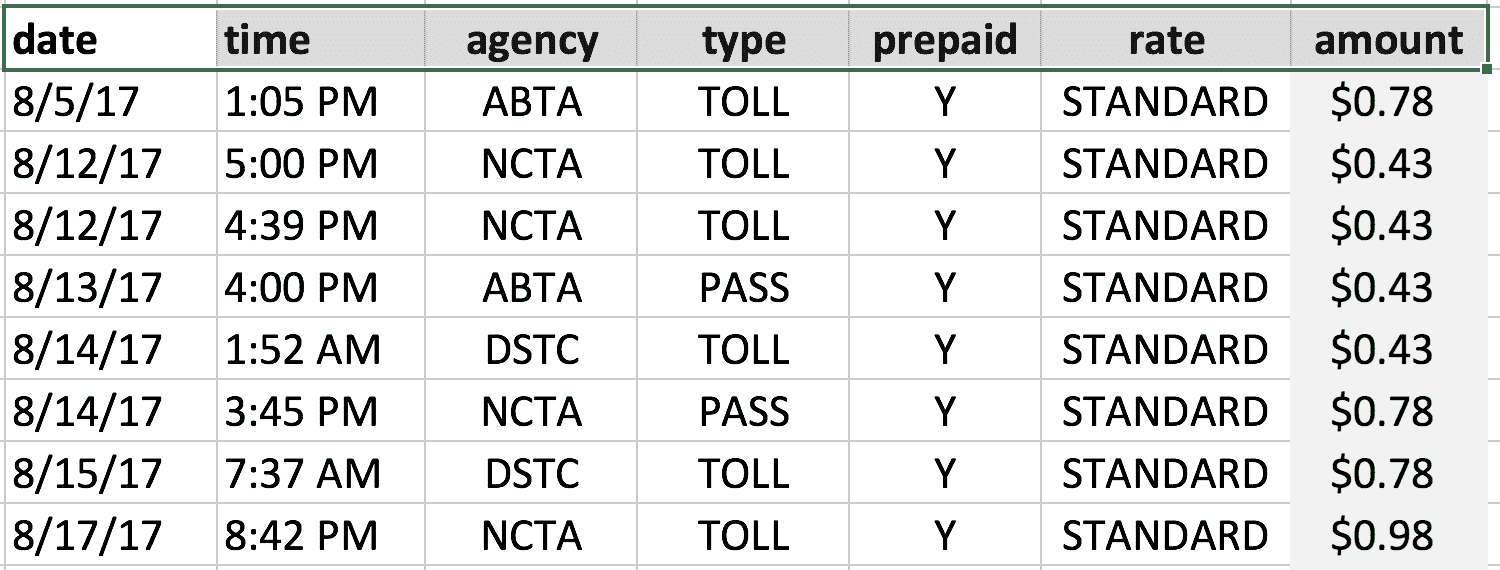 date time agency type prepaid rate amount
8/5/17 1:05 PM ABTA TOLL Y STANDARD $0.78
8/12/17 5:00 PM NCTA TOLL Y STANDARD $0.43
8/12/17 4:39 PM NCTA TOLL Y STANDARD $0.43
8/13/17 4:00 PM ABTA PASS Y STANDARD $0.43
8/14/17 1:52 AM DSTC TOLL Y STANDARD $0.43
8/14/17 3:45 PM NCTA PASS Y STANDARD $0.78
8/15/17 7:37 AM DSTC TOLL Y STANDARD $0.78
8/17/17 8:42 PM NCTA TOLL Y STANDARD $0.98